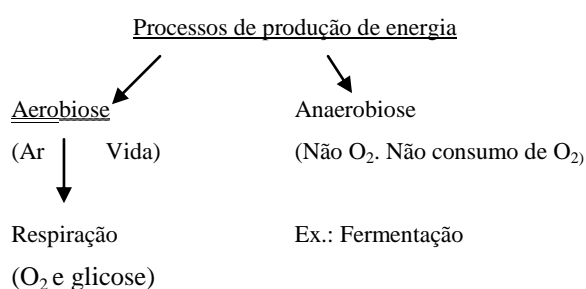 Processos de produção de energia
Aerobiose Anaerobiose
(Ar Vida) (Não O₂. Não consumo de O₂)
Respiração Ex.: Fermentação
(O₂ e glicose)